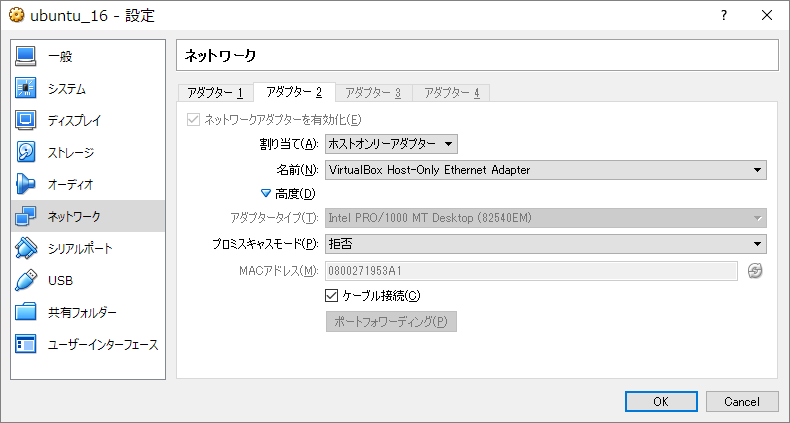 ubuntu_16 - 設定
一般
システム
ディスプレイ
ストレージ
オーディオ
ネットワーク
シリアルポート
USB
共有フォルダー
ユーザーインターフェース
ネットワーク
アダプター 1 アダプター 2 アダプター 3 アダプター 4
ネットワークアダプターを有効化(E)
割り当て(A): ホストオンリーアダプター
名前(N): VirtualBox Host-Only Ethernet Adapter
高度(D)
アダプタータイプ(T): Intel PRO/1000 MT Desktop (82540EM)
プロミスキャスモード(P): 拒否
MACアドレス(M): 0800271953A1
ケーブル接続(C)
ポートフォワーディング(P)
OK Cancel